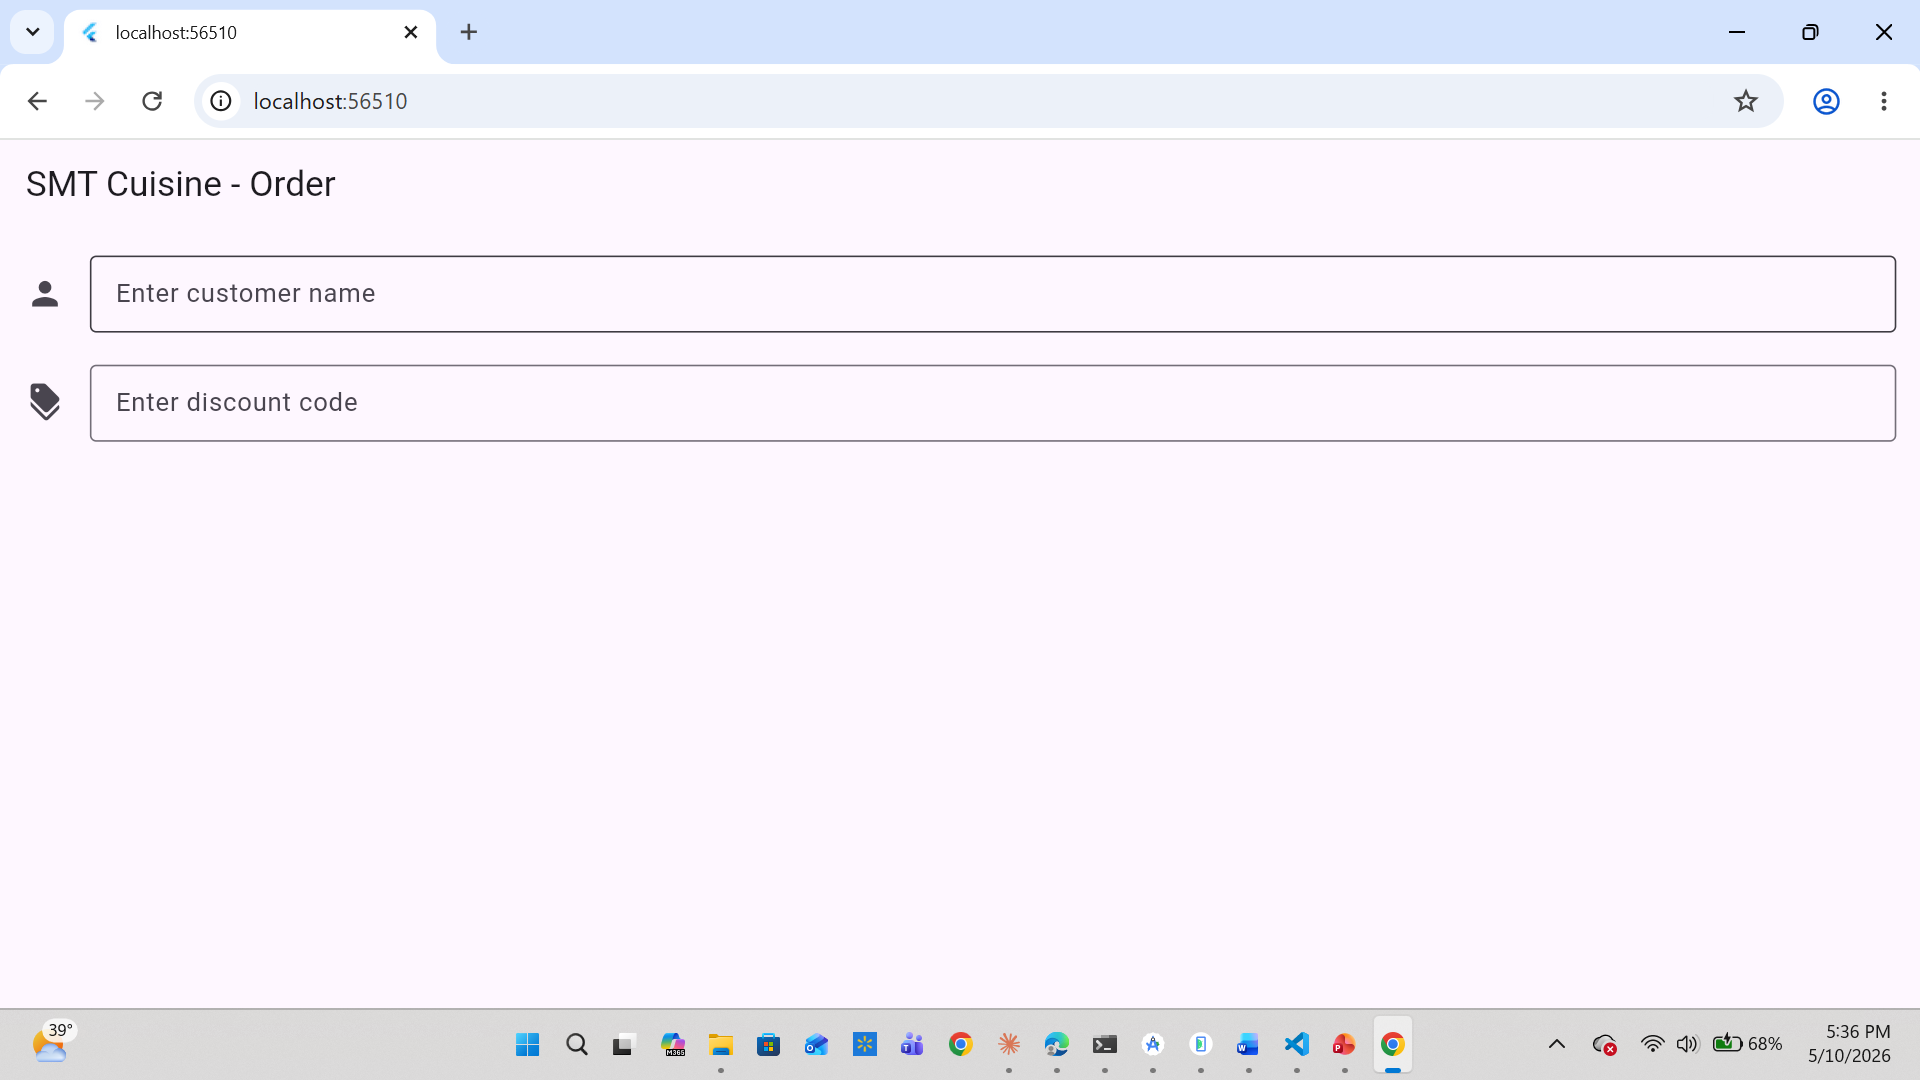 localhost:56510
localhost:56510
SMT Cuisine - Order
Enter customer name
Enter discount code
39°
M365
68%
5:36 PM
5/10/2026